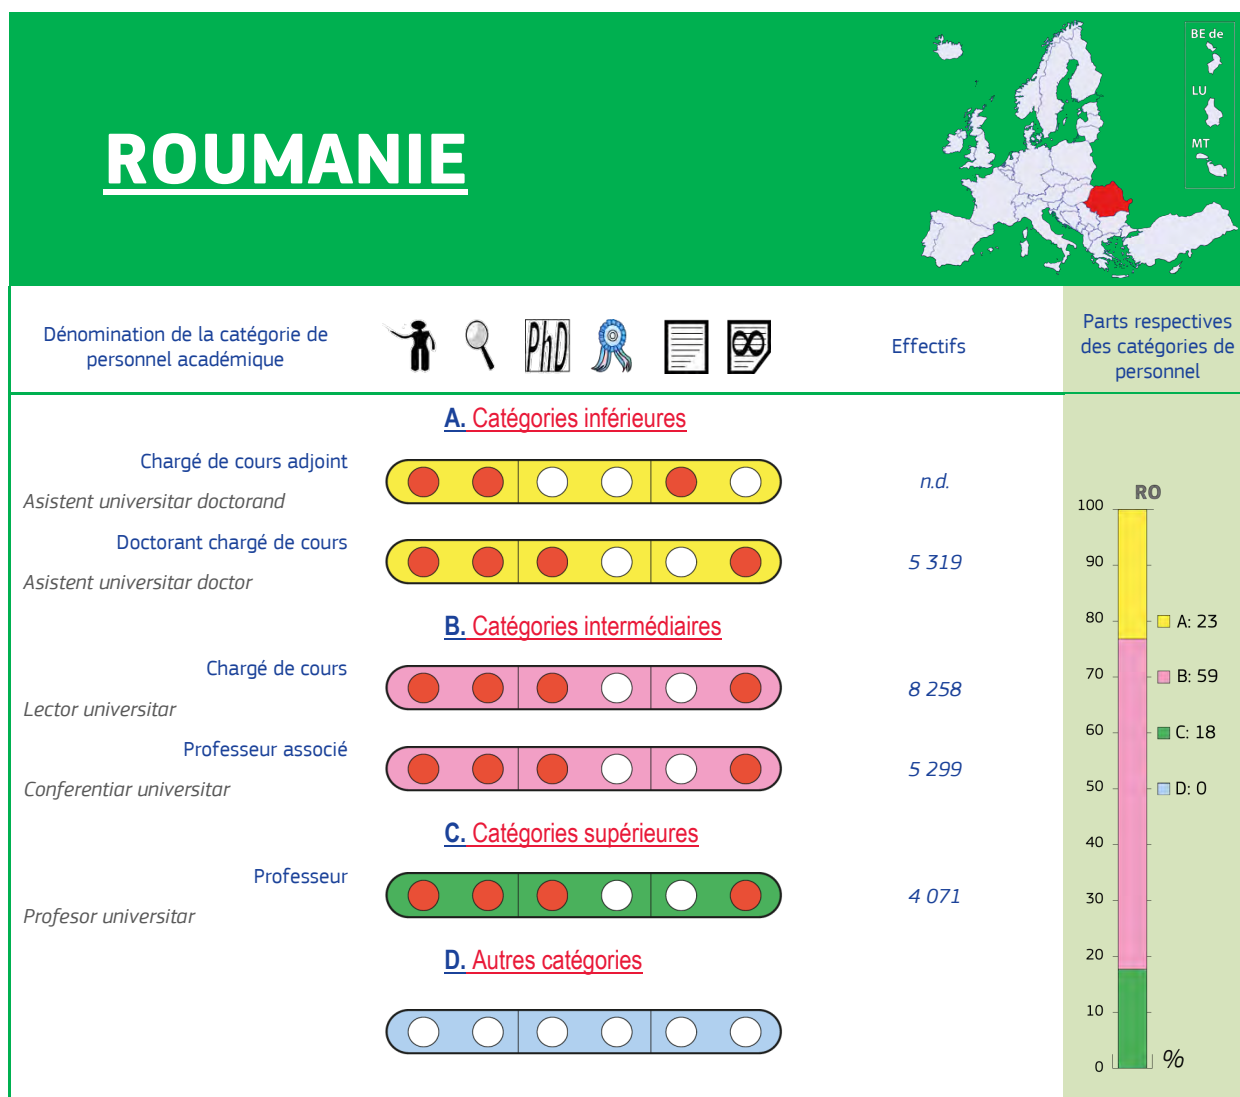 BE de
LU
MT
ROUMANIE
Dénomination de la catégorie de
personnel académique
PhD
Effectifs
Parts respectives
des catégories de
personnel
A. Catégories inférieures
Chargé de cours adjoint
Asistent universitar doctorand
n.d.
Doctorant chargé de cours
Asistent universitar doctor
5 319
B. Catégories intermédiaires
Chargé de cours
Lector universitar
8 258
Professeur associé
Conferentiar universitar
5 299
C. Catégories supérieures
Professeur
Profesor universitar
4 071
D. Autres catégories
RO
100
90
80
70
60
50
40
30
20
10
0
%
A: 23
B: 59
C: 18
D: 0